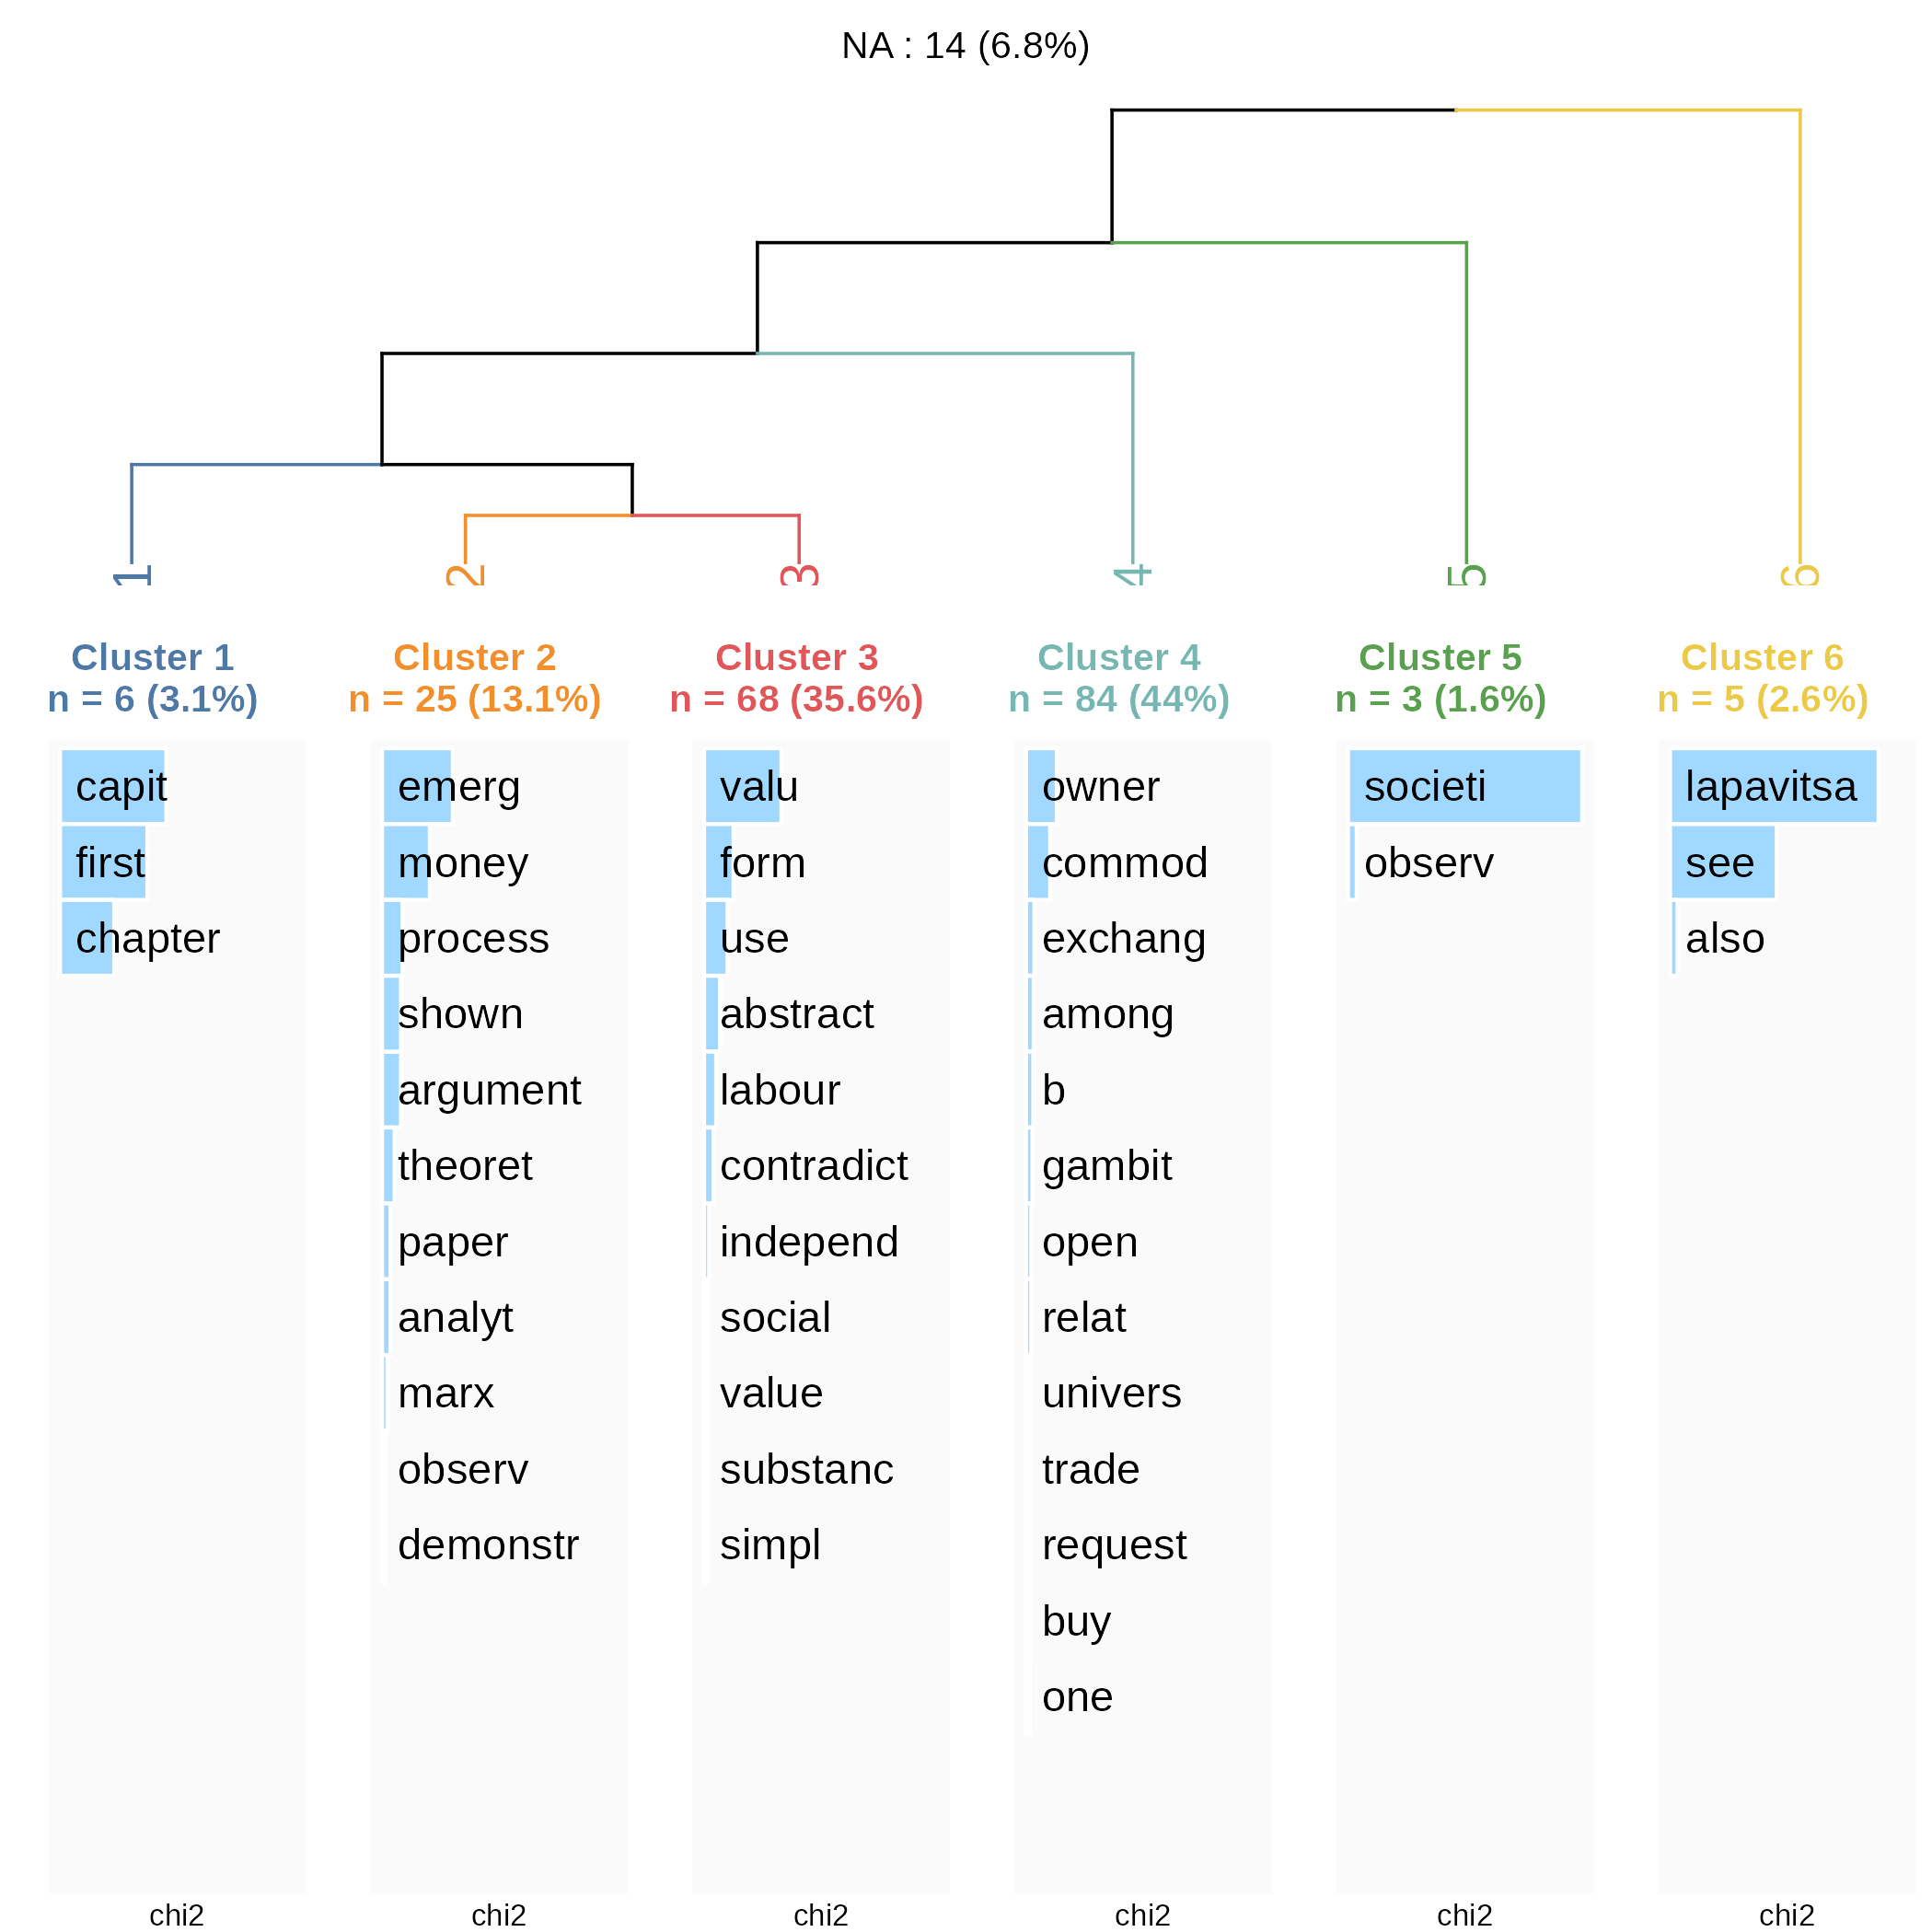 NA : 14 (6.8%)
1
2
3
4
5
6
Cluster 1
n = 6 (3.1%)
capit
first
chapter
chi2
Cluster 2
n = 25 (13.1%)
emerg
money
process
shown
argument
theoret
paper
analyt
marx
observ
demonstr
chi2
Cluster 3
n = 68 (35.6%)
valu
form
use
abstract
labour
contradict
independ
social
value
substanc
simpl
chi2
Cluster 4
n = 84 (44%)
owner
commod
exchang
among
b
gambit
open
relat
univers
trade
request
buy
one
chi2
Cluster 5
n = 3 (1.6%)
societi
observ
chi2
Cluster 6
n = 5 (2.6%)
lapavitsa
see
also
chi2